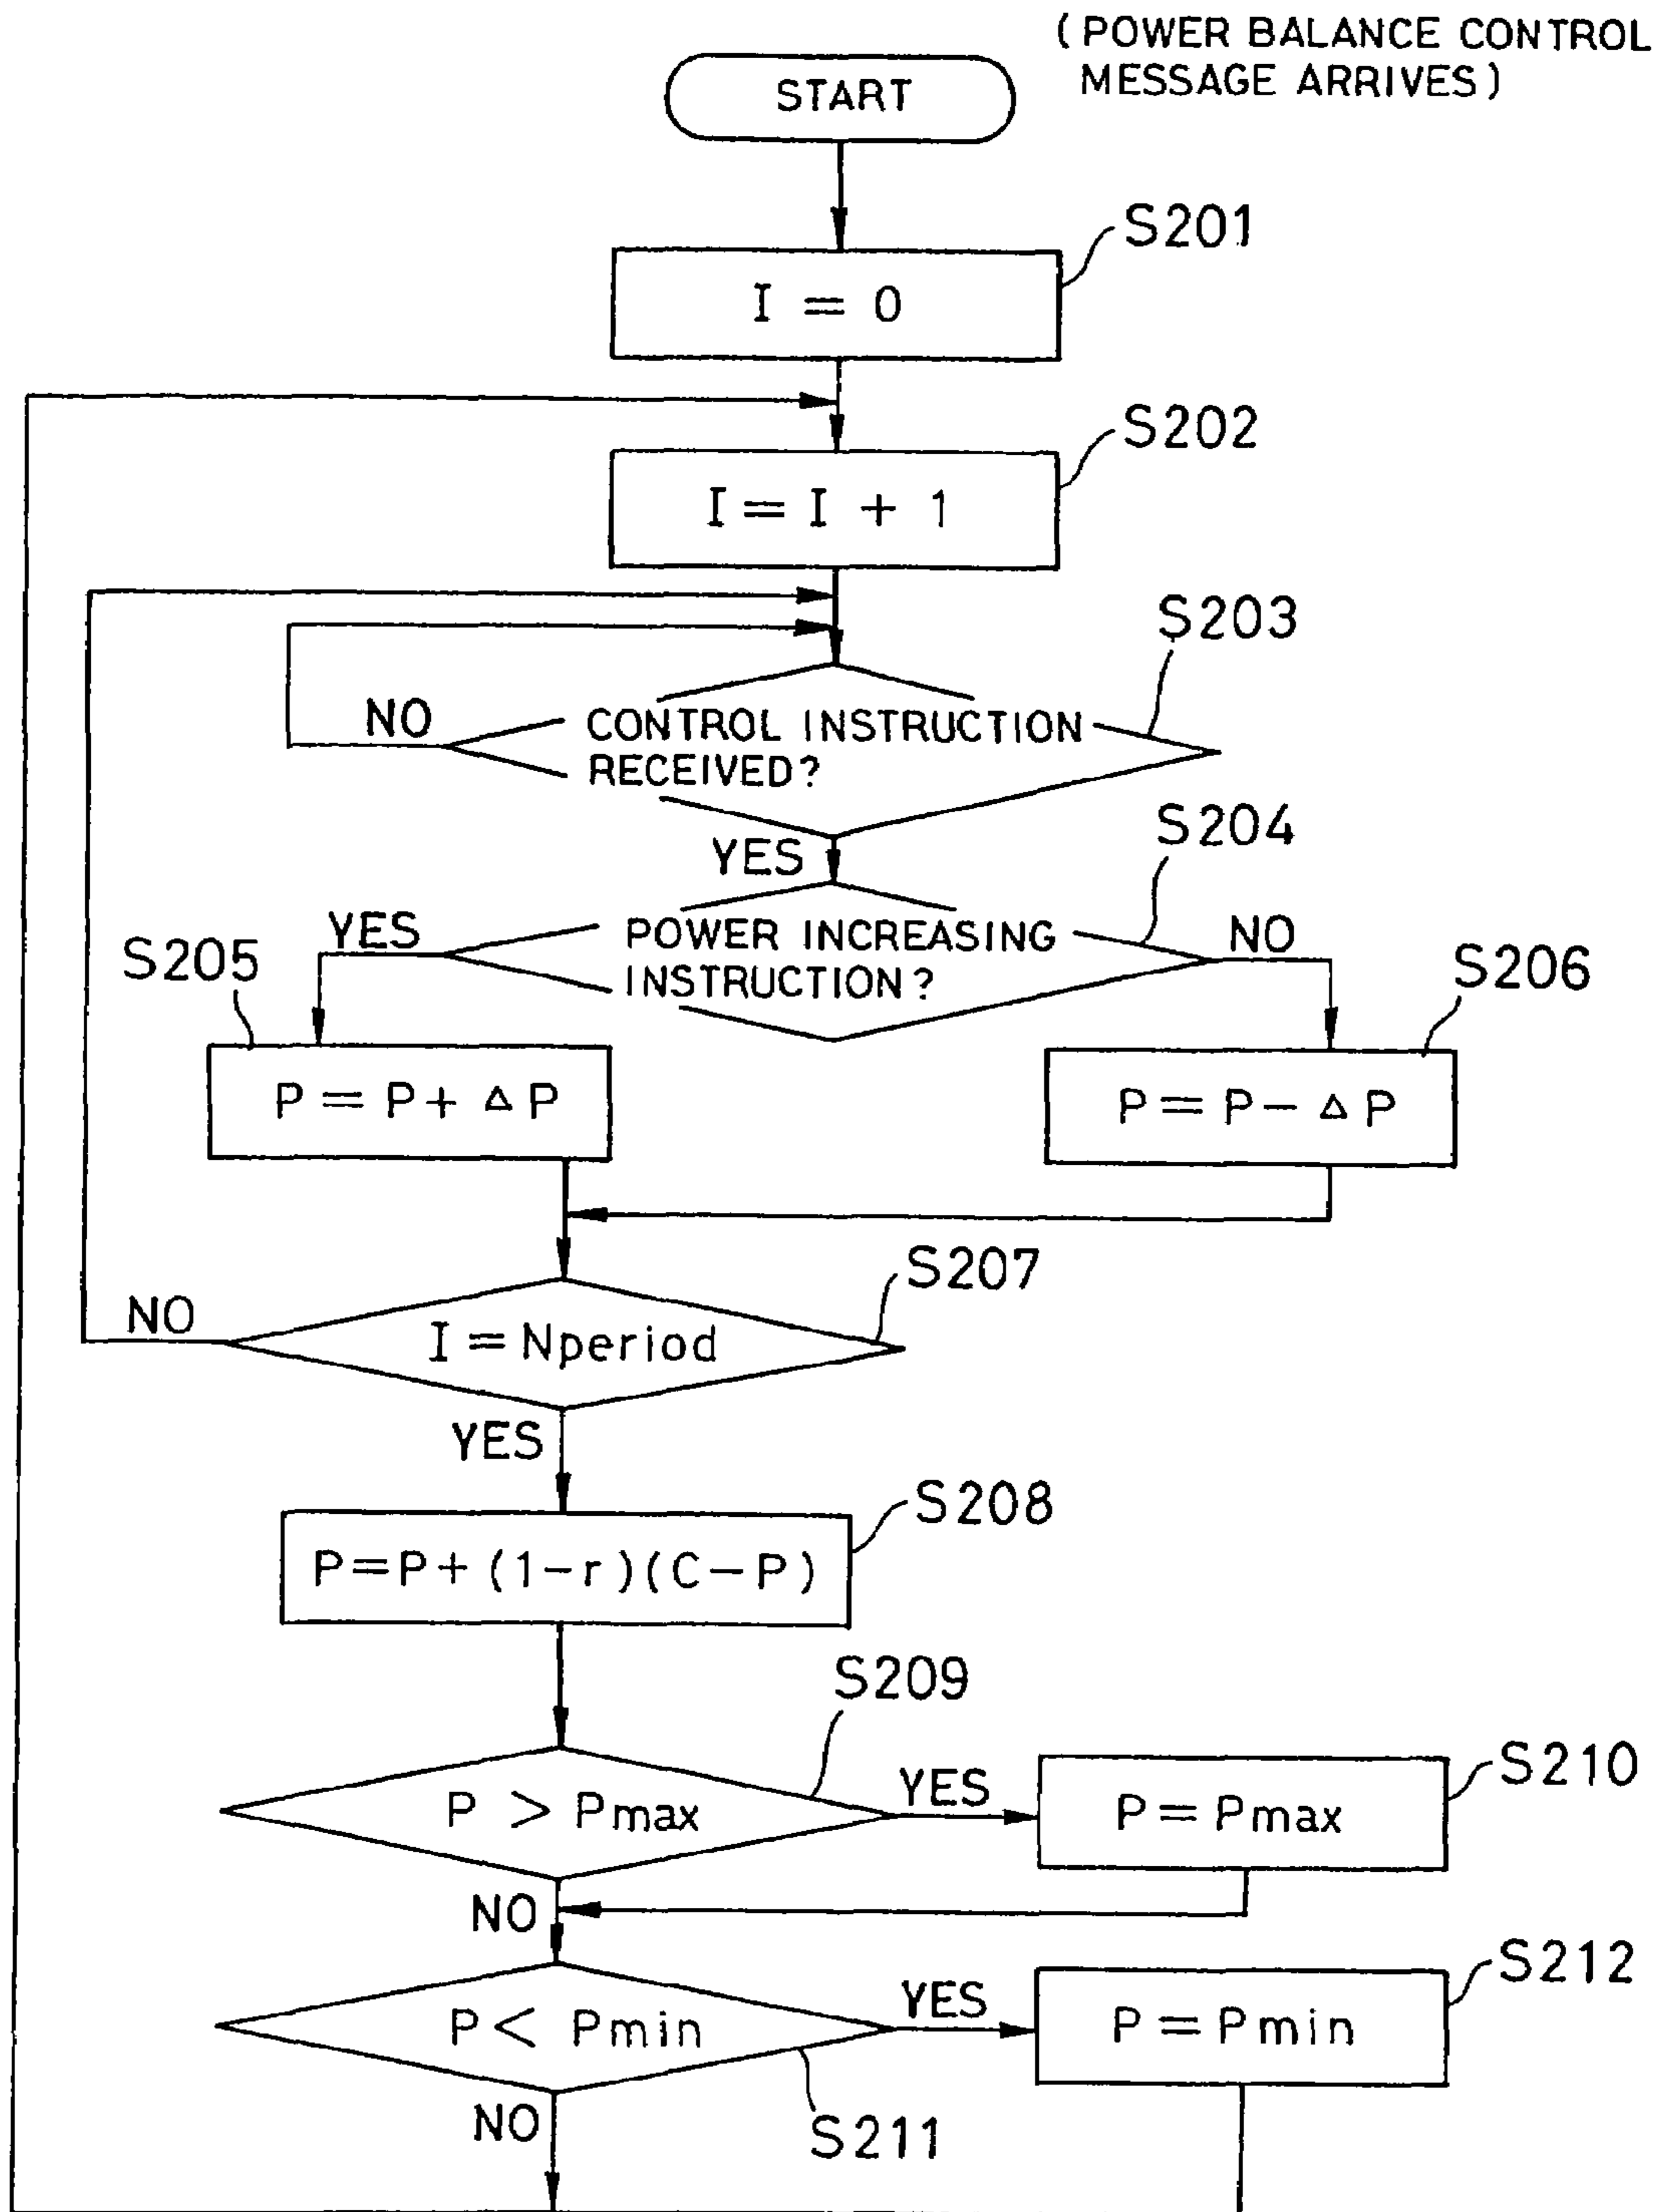 (POWER BALANCE CONTROL
MESSAGE ARRIVES)
START
S201
I = 0
S202
I = I + 1
S203
NO
CONTROL INSTRUCTION
RECEIVED?
YES
S204
YES
POWER INCREASING
INSTRUCTION?
NO
S205
S206
P = P + △P
P = P - △P
S207
NO
I = Nperiod
YES
S208
P = P + (1-r)(C-P)
S209
P > Pmax
YES
S210
P = Pmax
NO
S212
P < Pmin
YES
P = Pmin
NO
S211